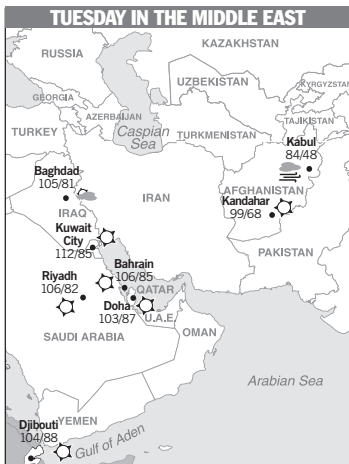 TUESDAY IN THE MIDDLE EAST
KAZAKHSTAN
RUSSIA
UZBEKISTAN
KYRGYZSTAN
GEORGIA
AZERBAIJAN
TAJIKISTAN
TURKEY
Caspian
Sea
TURKMENISTAN
Kabul
84/48
Baghdad
105/81
IRAN
AFGHANISTAN
Kandahar
99/68
IRAQ
Kuwait
City
112/85
PAKISTAN
Bahrain
106/85
Riyadh
106/82
QATAR
Doha
103/87
U.A.E.
OMAN
SAUDI ARABIA
Arabian Sea
YEMEN
Djibouti
104/88
Gulf of Aden